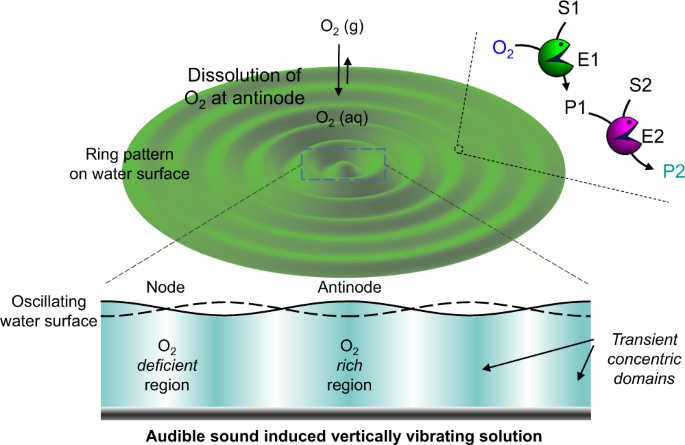 O2 (g)
Dissolution of
O2 at antinode
O2 (aq)
Ring pattern
on water surface
S1
O2
E1
P1
S2
E2
P2
Node
Antinode
Oscillating
water surface
O2
deficient
region
O2
rich
region
Transient
concentric
domains
Audible sound induced vertically vibrating solution